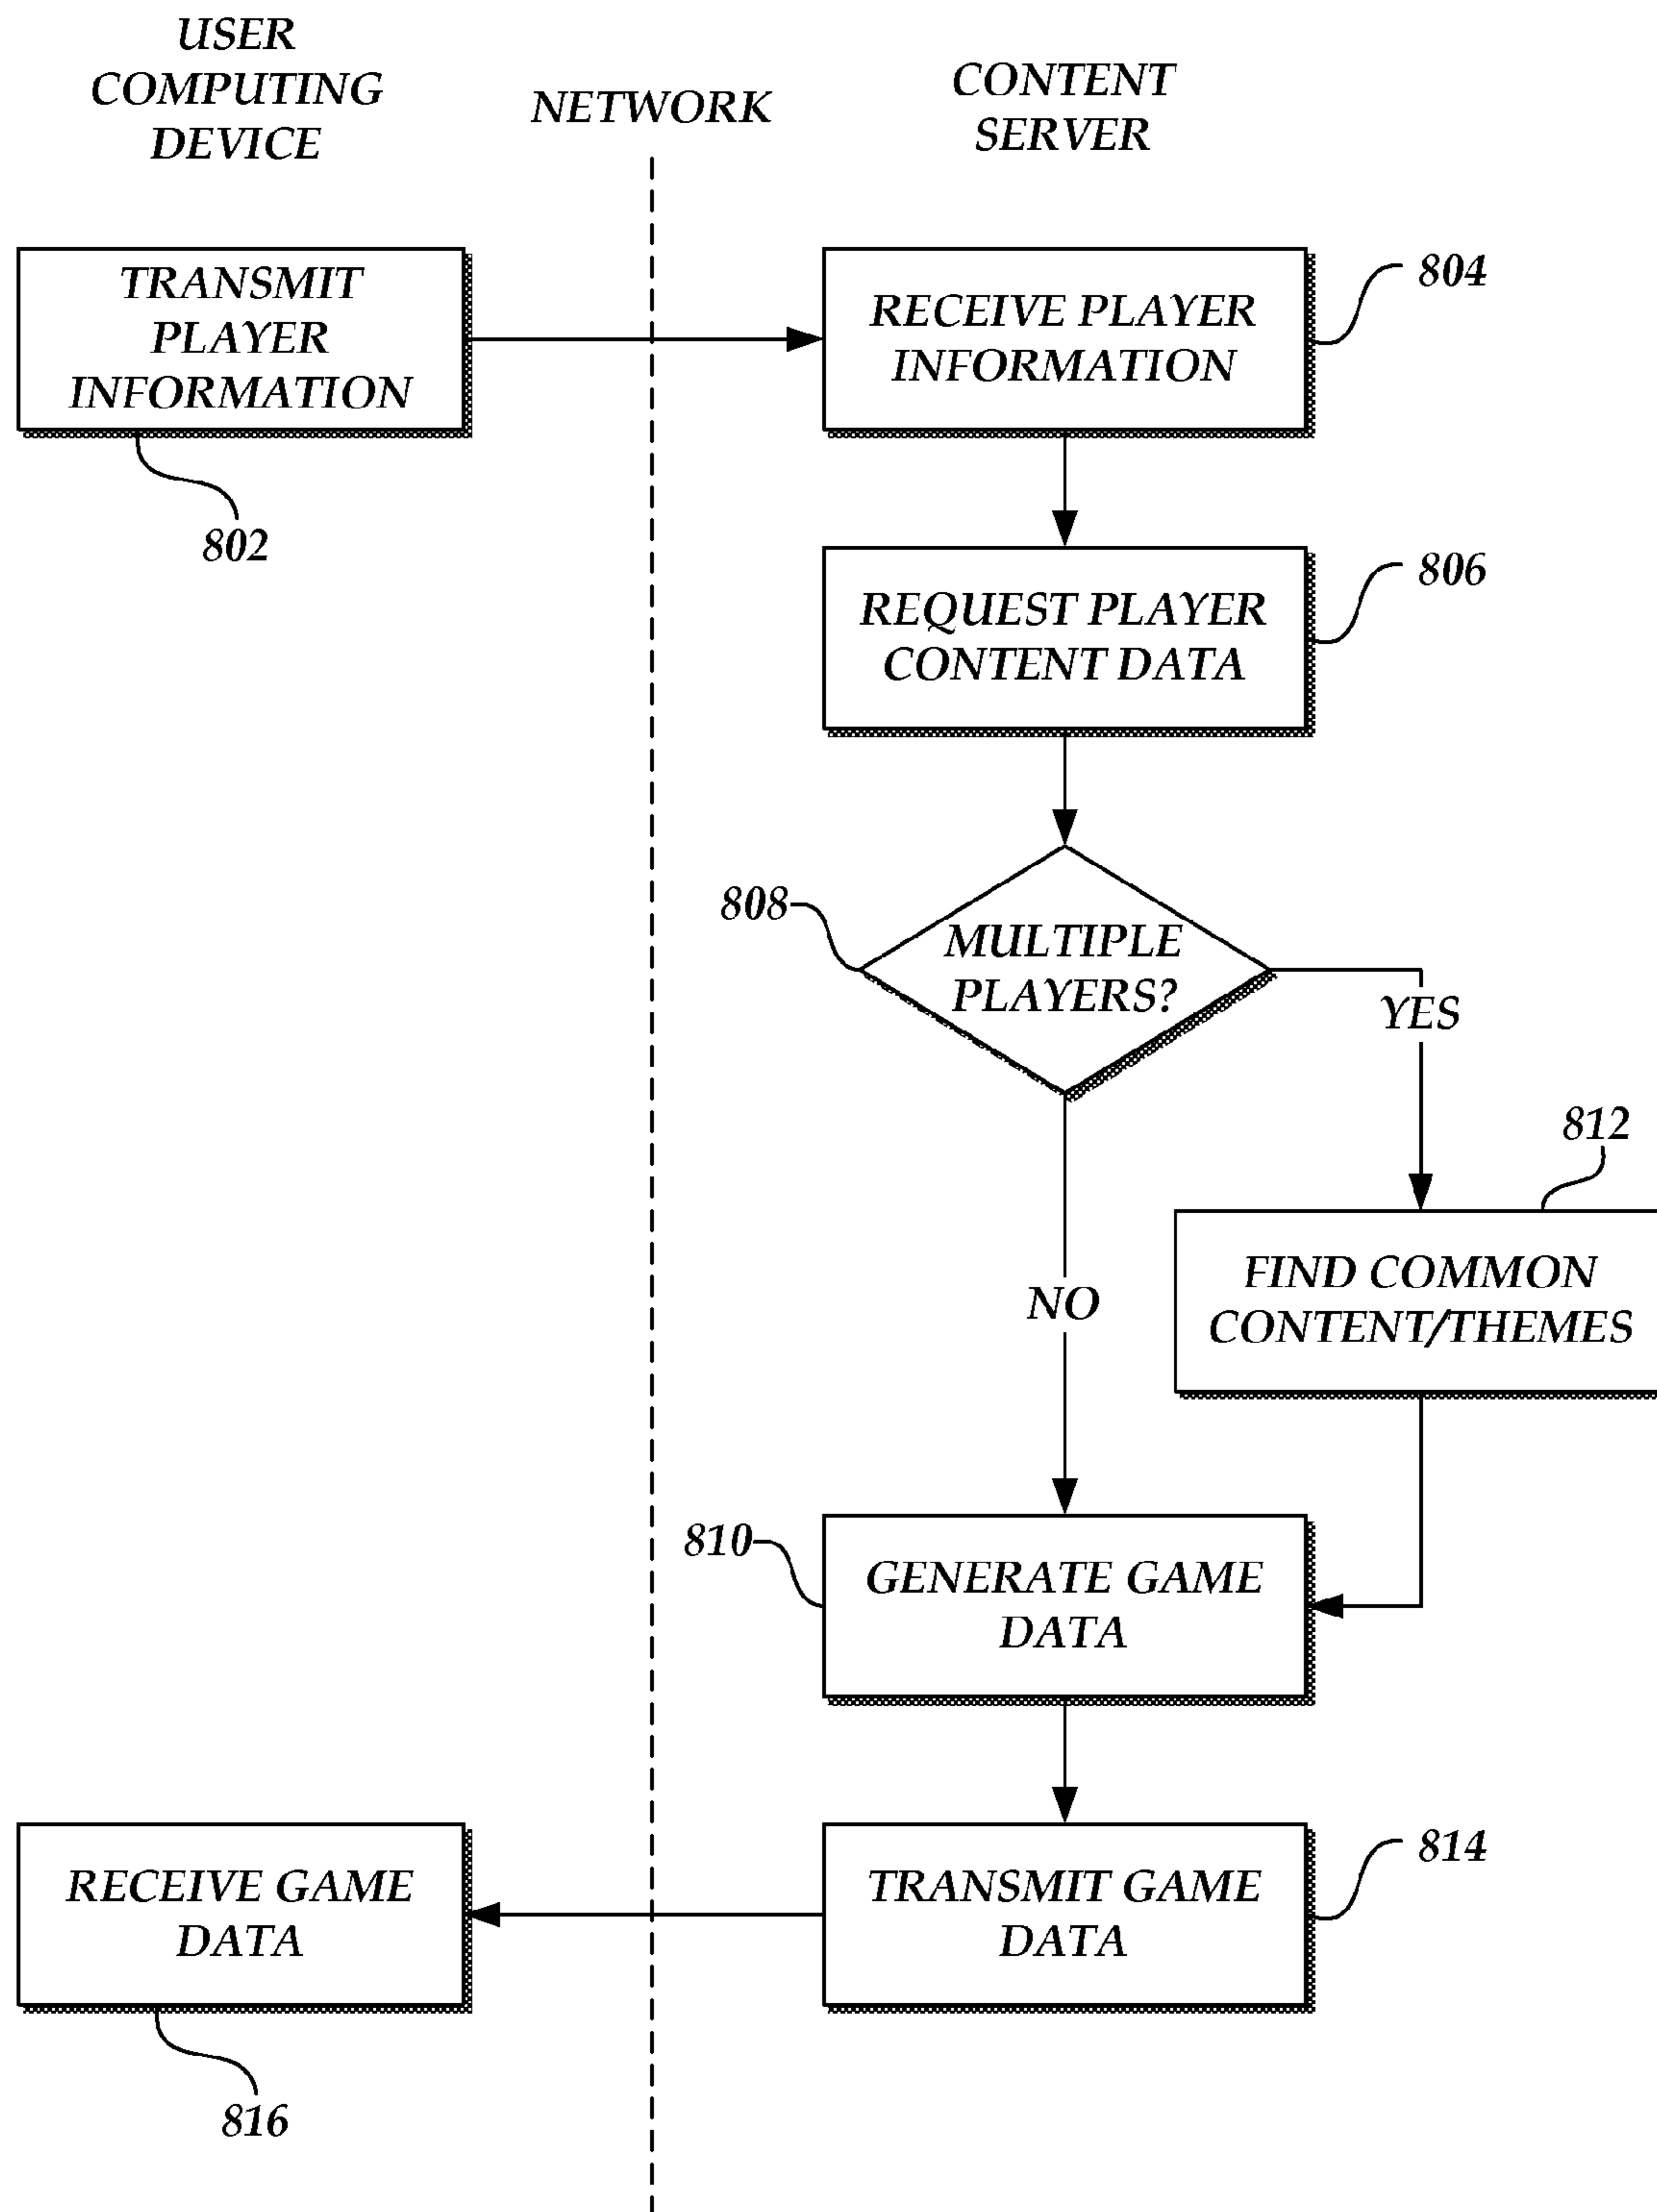 USER
COMPUTING
DEVICE
NETWORK
CONTENT
SERVER
TRANSMIT
PLAYER
INFORMATION
802
RECEIVE PLAYER
INFORMATION
804
REQUEST PLAYER
CONTENT DATA
806
808
MULTIPLE
PLAYERS?
YES
812
FIND COMMON
CONTENT/THEMES
NO
810
GENERATE GAME
DATA
RECEIVE GAME
DATA
816
TRANSMIT GAME
DATA
814